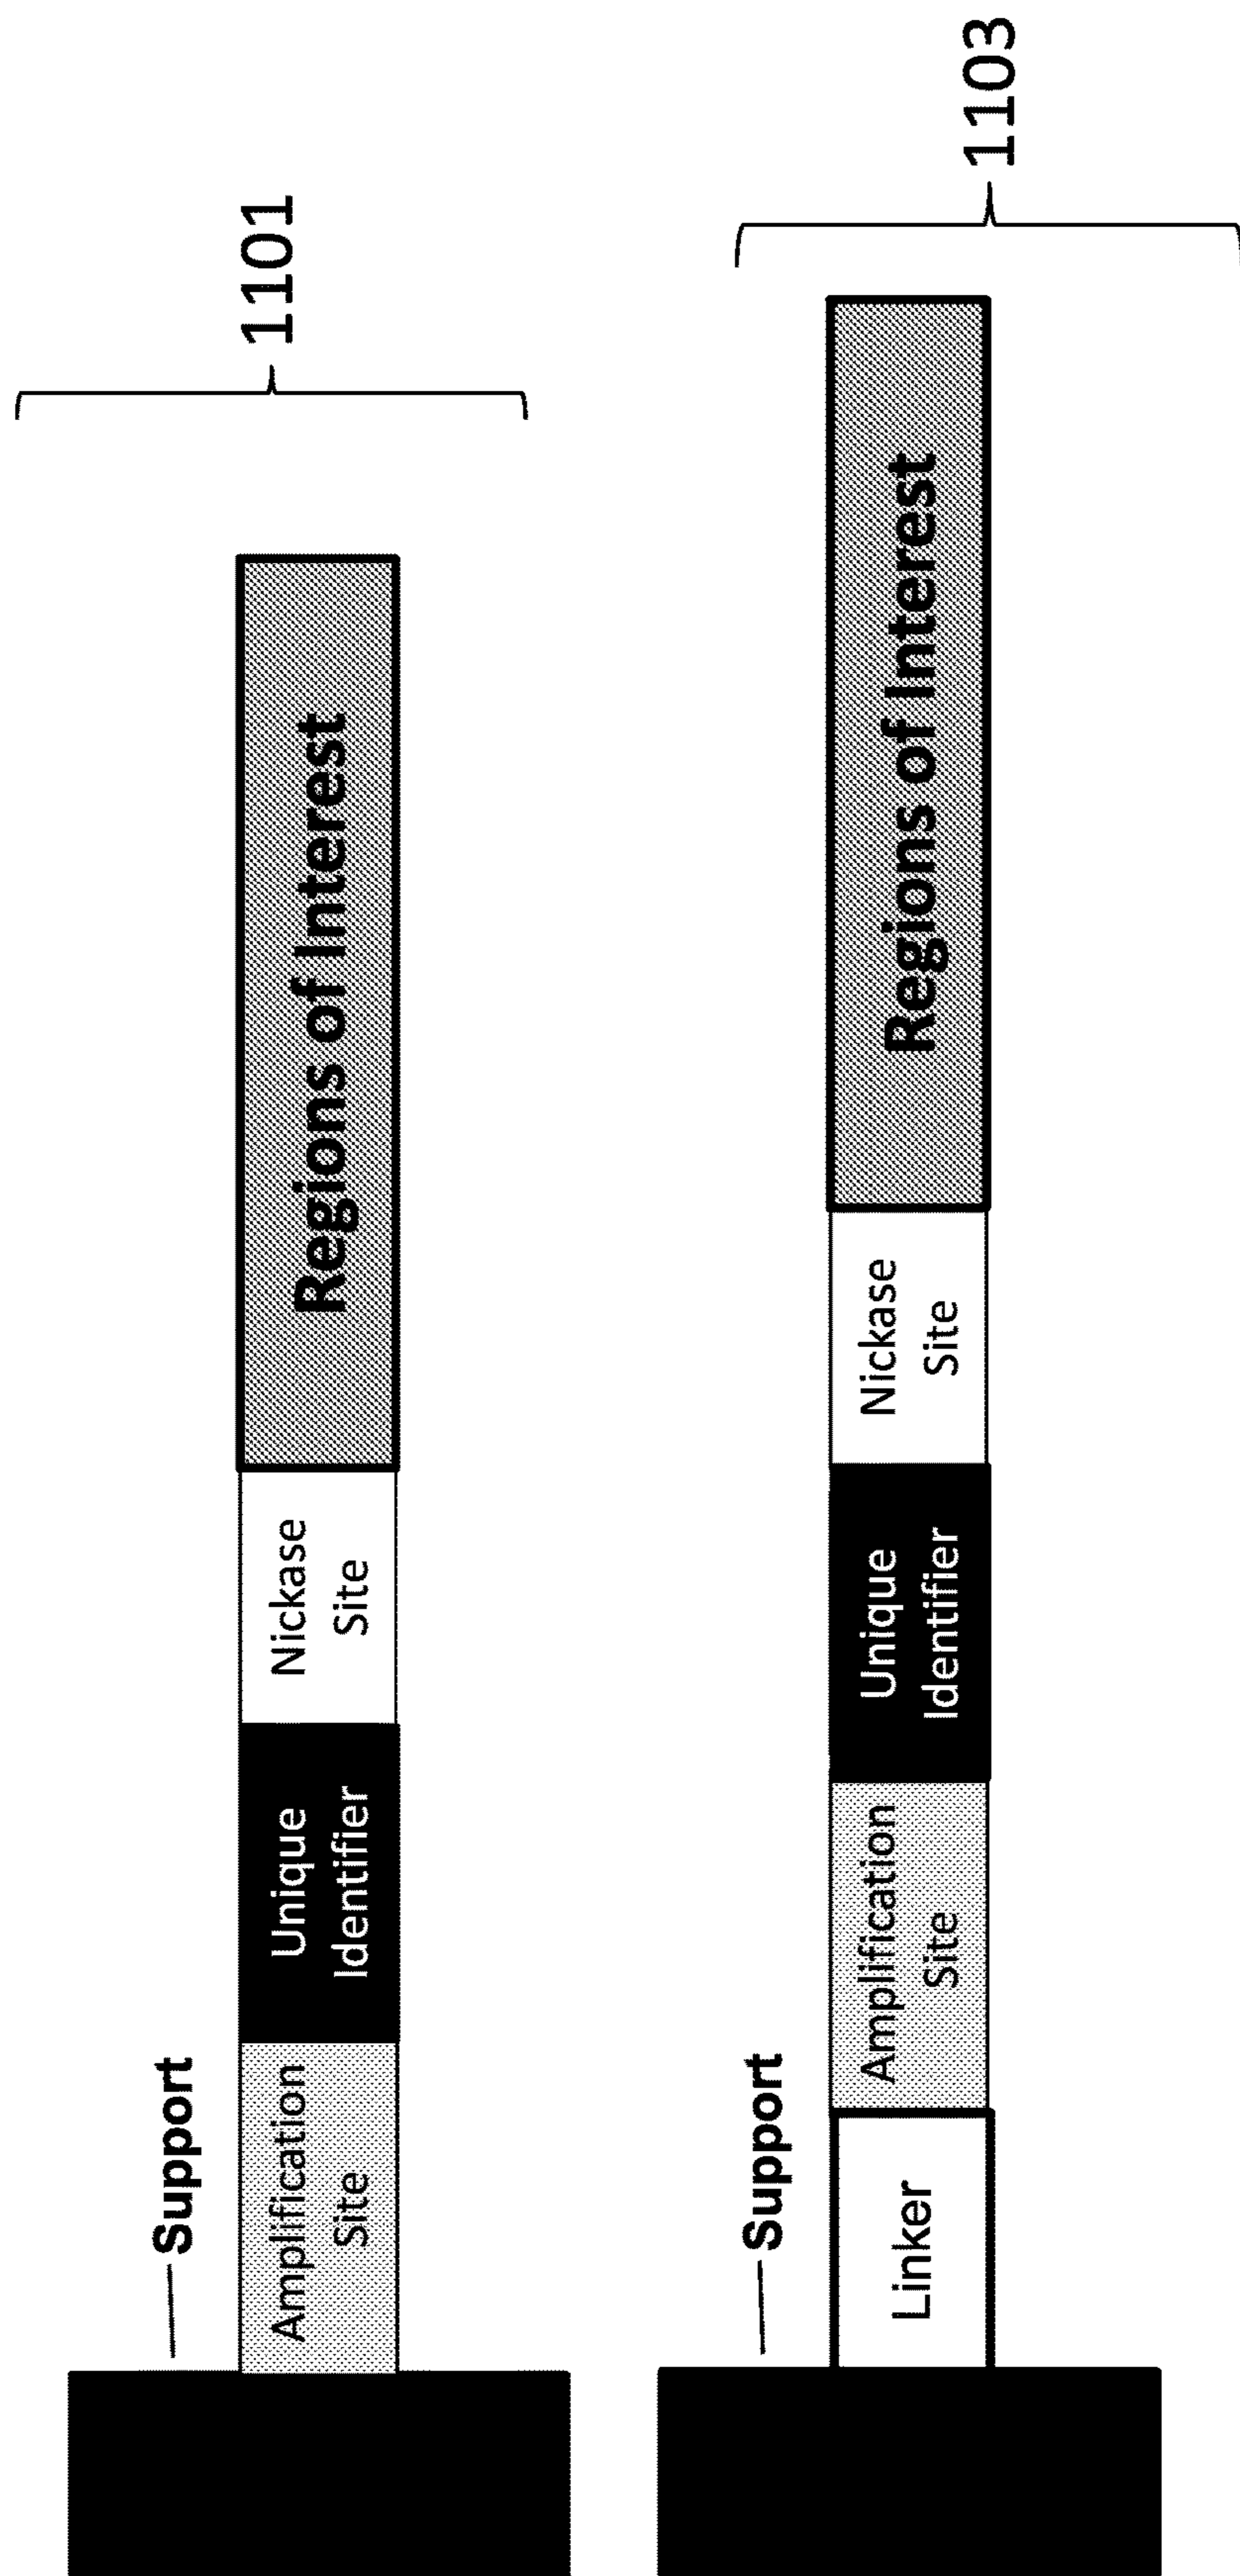 Support
Amplification
Site
Unique
Identifier
Nickase
Site
Regions of Interest
1101
Support
Linker
Amplification
Site
Unique
Identifier
Nickase
Site
Regions of Interest
1103